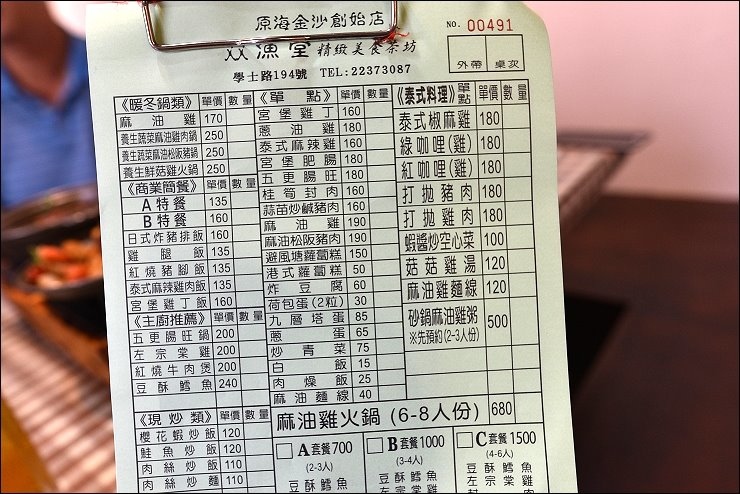 原海金沙創始店
NO. 00491
双漁堂 精緻美食茶坊
外帶 桌次
學士路194號 TEL:22373087
《暖冬鍋類》 單價 數量
麻油雞 170
養生蔬菜麻油雞肉鍋 250
養生蔬菜麻油松阪豬鍋 250
養生鮮菇雞火鍋 250
《商業簡餐》 單價 數量
A特餐 135
B特餐 160
日式炸豬排飯 160
雞腿飯 135
紅燒豬腳飯 135
泰式麻辣雞肉飯 135
宮堡雞丁飯 160
《主廚推薦》 單價 數量
五更腸旺鍋 200
左宗棠雞 200
紅燒牛肉煲 200
豆酥鱈魚 240
《現炒類》 單價 數量
櫻花蝦炒飯 120
鮭魚炒飯 120
肉絲炒飯 110
肉絲炒麵 110
《單點》 單價 數量
宮堡雞丁 160
蔥油雞 180
泰式麻辣雞 160
宮堡肥腸 180
五更腸旺 180
桂筍封肉 160
蒜苗炒鹹豬肉 160
麻油雞 190
麻油松阪豬肉 190
避風塘蘿蔔糕 150
港式蘿蔔糕 50
炸豆腐 60
荷包蛋(2粒) 30
九層塔蛋 85
蔥蛋 65
炒青菜 75
白飯 15
肉燥飯 25
麻油麵線 40
《泰式料理》 單點 單價 數量
泰式椒麻雞 180
綠咖哩(雞) 180
紅咖哩(雞) 180
打拋豬肉 180
打拋雞肉 180
蝦醬炒空心菜 100
菇菇雞湯 120
麻油雞麵線 120
砂鍋麻油雞粥 500
※先預約(2-3人份)
麻油雞火鍋 (6-8人份) 680
A套餐700
(2-3人)
豆酥鱈魚
B套餐1000
(3-4人)
豆酥鱈魚
左宗棠雞
C套餐1500
(4-6人)
豆酥鱈魚
左宗棠雞